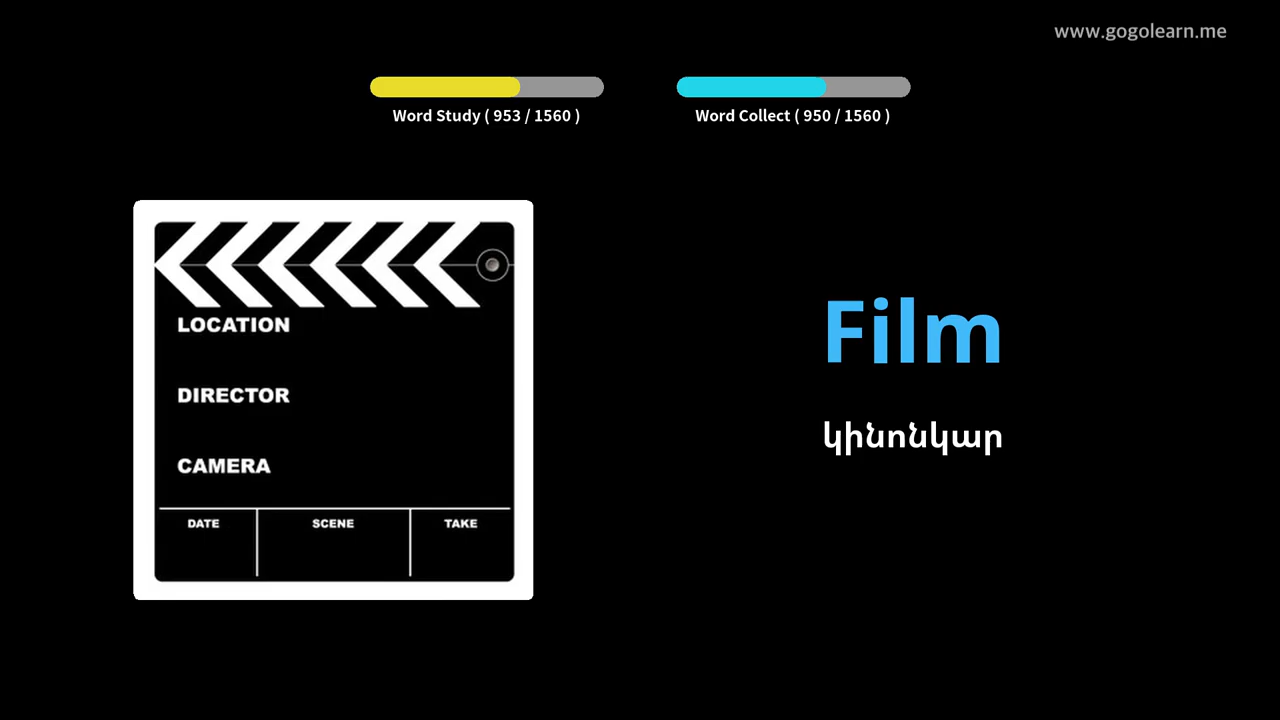 www.gogolearn.me
Word Study ( 953 / 1560 )
Word Collect ( 950 / 1560 )
LOCATION
DIRECTOR
CAMERA
DATE
SCENE
TAKE
Film
կինոնկար